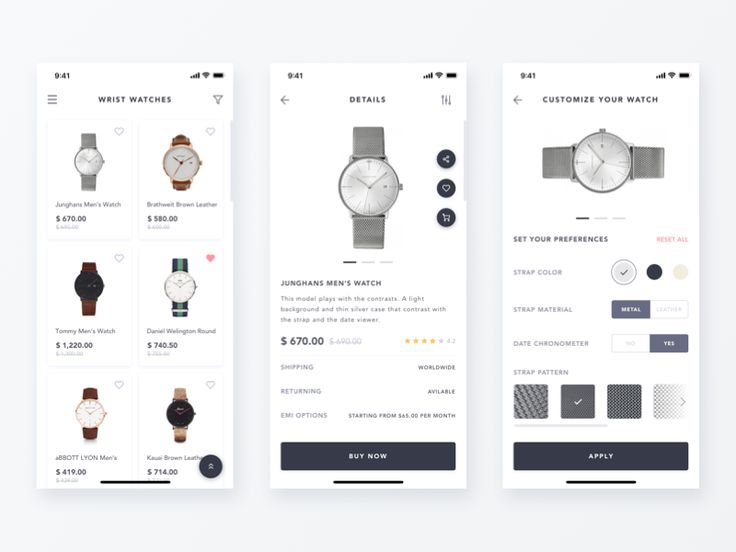 9:41
WRIST WATCHES
Junghans Men's Watch
$ 670.00
$ 690.00
Brathweit Brown Leather
$ 580.00
$ 600.00
Tommy Men's Watch
$ 1,220.00
$ 1,300.00
Daniel Welington Round
$ 740.50
$ 755.00
aBBOTT LYON Men's
$ 419.00
$ 439.00
Kauai Brown Leather
$ 714.00
9:41
DETAILS
JUNGHANS MEN'S WATCH
This model plays with the contrasts. A light
background and thin silver case that contrast with
the strap and the date viewer.
$ 670.00 $ 690.00 4.2
SHIPPING WORLDWIDE
RETURNING AVILABLE
EMI OPTIONS STARTING FROM $65.00 PER MONTH
BUY NOW
9:41
CUSTOMIZE YOUR WATCH
SET YOUR PREFERENCES RESET ALL
STRAP COLOR
STRAP MATERIAL METAL LEATHER
DATE CHRONOMETER NO YES
STRAP PATTERN
APPLY